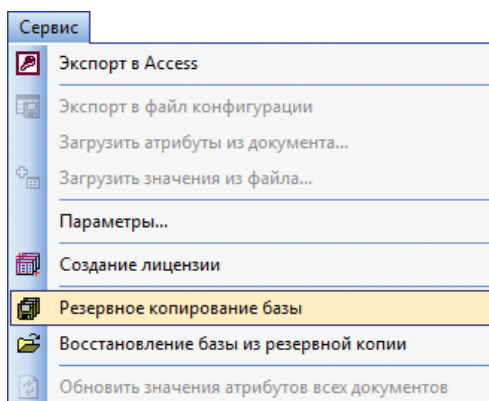 Сервис
Экспорт в Access
Экспорт в файл конфигурации
Загрузить атрибуты из документа...
Загрузить значения из файла...
Параметры...
Создание лицензии
Резервное копирование базы
Восстановление базы из резервной копии
Обновить значения атрибутов всех документов